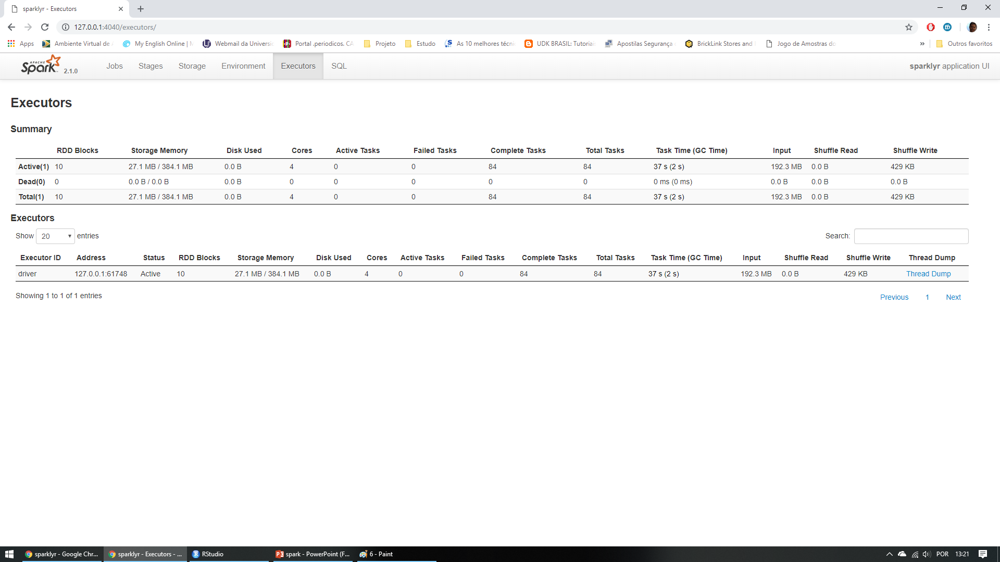 sparklyr - Executors
127.0.0.1:4040/executors/
Apps Ambiente Virtual de My English Online | Webmail da Universi Portal .periodicos. CA Projeto Estudo As 10 melhores técni UDK BRASIL: Tutoriai Apostilas Segurança BrickLink Stores and Jogo de Amostras do » Outros favoritos
APACHE Spark 2.1.0 Jobs Stages Storage Environment Executors SQL sparklyr application UI
Executors
Summary
RDD Blocks Storage Memory Disk Used Cores Active Tasks Failed Tasks Complete Tasks Total Tasks Task Time (GC Time) Input Shuffle Read Shuffle Write
Active(1) 10 27.1 MB / 384.1 MB 0.0 B 4 0 0 84 84 37 s (2 s) 192.3 MB 0.0 B 429 KB
Dead(0) 0 0.0 B / 0.0 B 0.0 B 0 0 0 0 0 0 ms (0 ms) 0.0 B 0.0 B 0.0 B
Total(1) 10 27.1 MB / 384.1 MB 0.0 B 4 0 0 84 84 37 s (2 s) 192.3 MB 0.0 B 429 KB
Executors
Show 20 entries Search:
Executor ID Address Status RDD Blocks Storage Memory Disk Used Cores Active Tasks Failed Tasks Complete Tasks Total Tasks Task Time (GC Time) Input Shuffle Read Shuffle Write Thread Dump
driver 127.0.0.1:61748 Active 10 27.1 MB / 384.1 MB 0.0 B 4 0 0 84 84 37 s (2 s) 192.3 MB 0.0 B 429 KB Thread Dump
Showing 1 to 1 of 1 entries Previous 1 Next
sparklyr - Google Chr... sparklyr - Executors - ... RStudio spark - PowerPoint (F... 6 - Paint POR 13:21